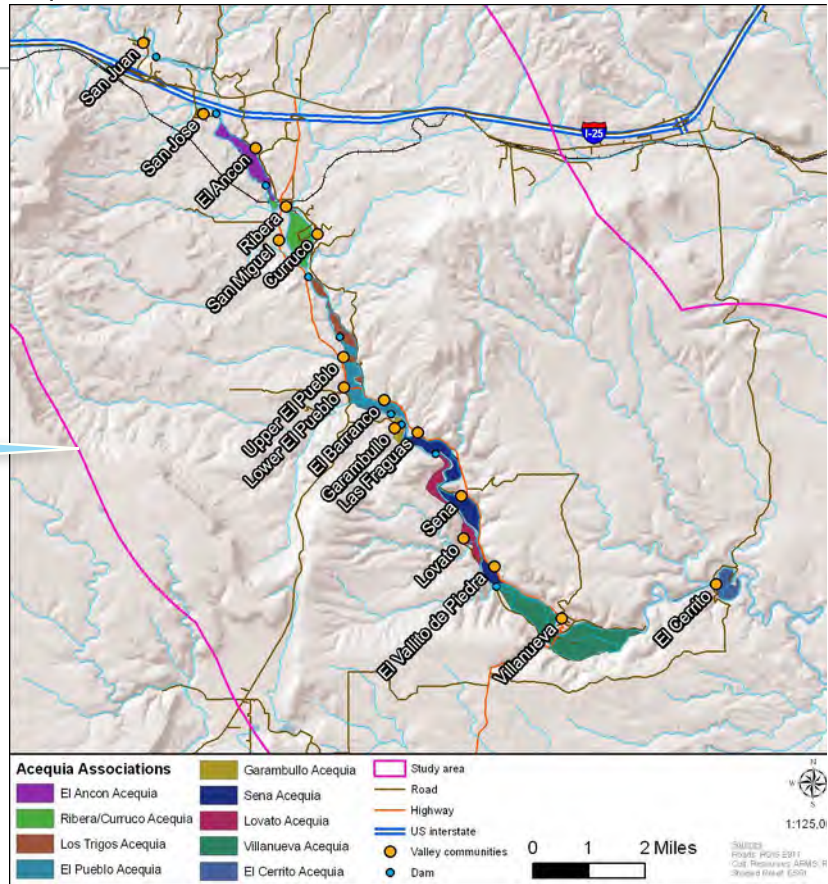 San Juan
San Jose
I-25
El Ancon
Ribera
San Miguel
Curruco
Upper El Pueblo
Lower El Pueblo
El Barranco
Garambullo
Las Fraguas
Sena
Lovato
El Vallito de Piedra
Villanueva
El Cerrito
Acequia Associations
El Ancon Acequia
Ribera/Curruco Acequia
Los Trigos Acequia
El Pueblo Acequia
Garambullo Acequia
Sena Acequia
Lovato Acequia
Villanueva Acequia
El Cerrito Acequia
Study area
Road
Highway
US interstate
Valley communities
Dam
0 1 2 Miles
N
W
S
1:125,00